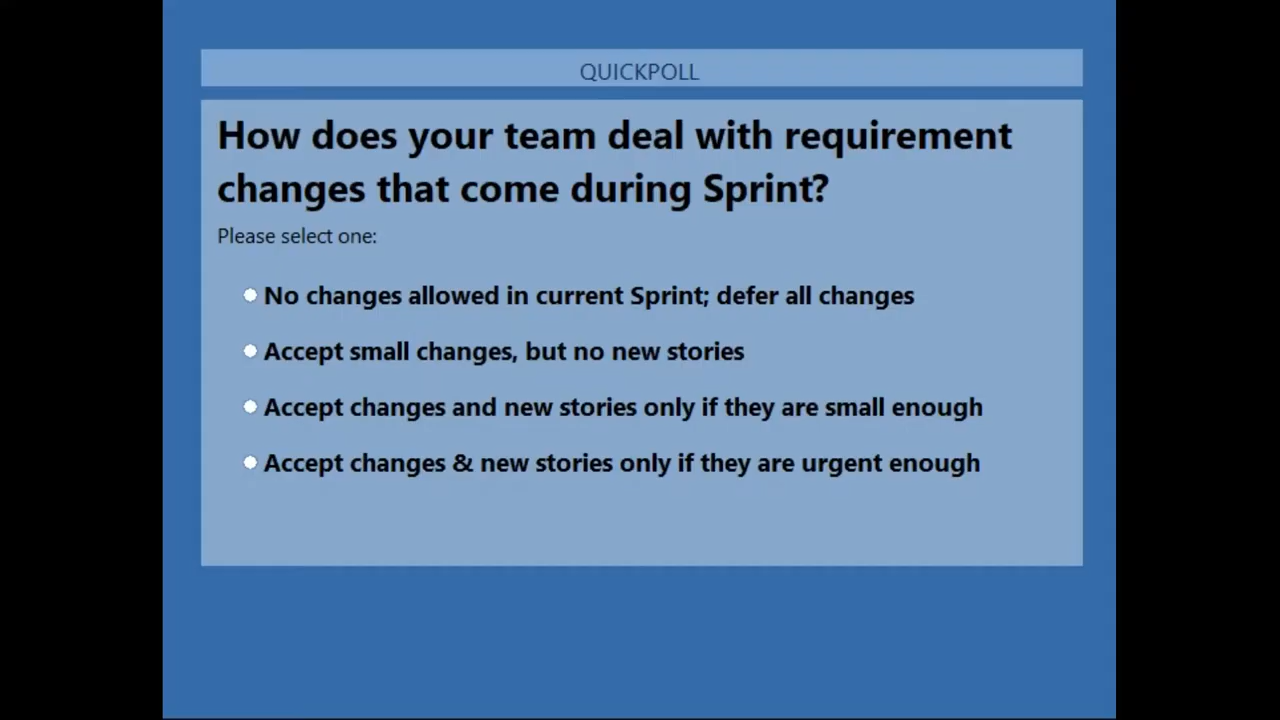 QUICKPOLL
How does your team deal with requirement
changes that come during Sprint?
Please select one:
No changes allowed in current Sprint; defer all changes
Accept small changes, but no new stories
Accept changes and new stories only if they are small enough
Accept changes & new stories only if they are urgent enough